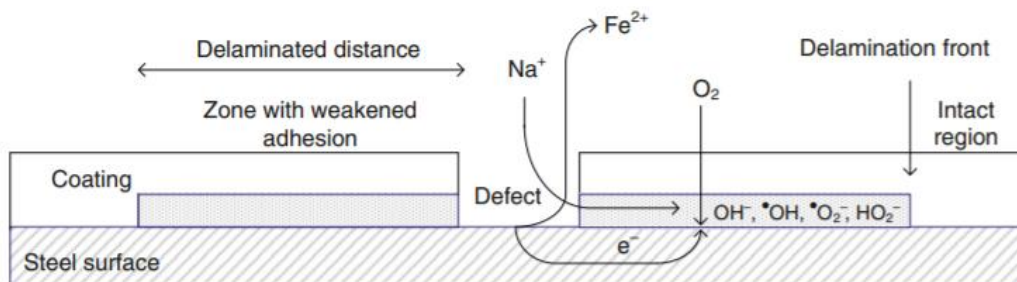 Fe²⁺
Delaminated distance
Na⁺
Delamination front
O₂
Zone with weakened
adhesion
Intact
region
Coating
Defect
OH⁻, •OH, •O₂⁻, HO₂⁻
e⁻
Steel surface